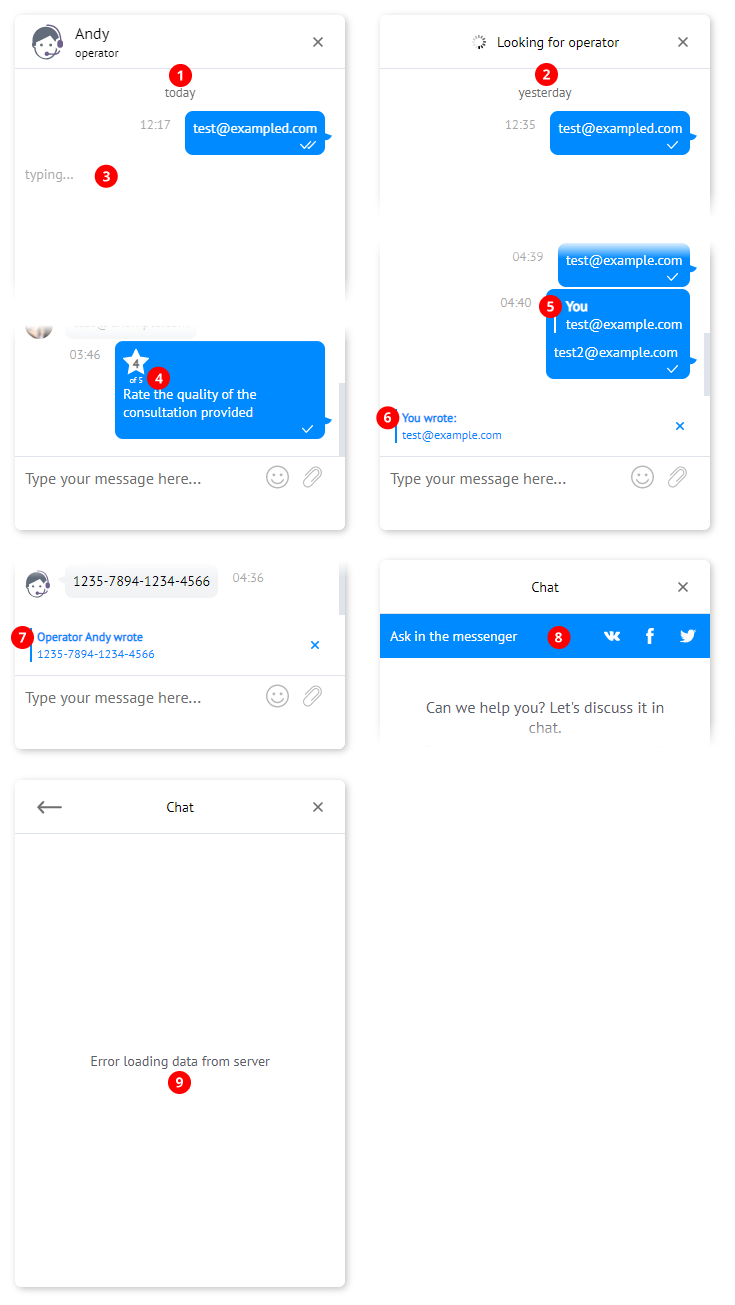 Andy
operator
1
today
12:17
test@exampled.com
typing...
3
03:46
4
of 5
4
Rate the quality of the
consultation provided
Type your message here...
Looking for operator
2
yesterday
12:35
test@exampled.com
04:39
test@example.com
04:40
5
You
test@example.com
test2@example.com
6
You wrote:
test@example.com
Type your message here...
1235-7894-1234-4566
04:36
7
Operator Andy wrote
1235-7894-1234-4566
Type your message here...
Chat
Ask in the messenger
8
Can we help you? Let's discuss it in
chat.
Chat
Error loading data from server
9